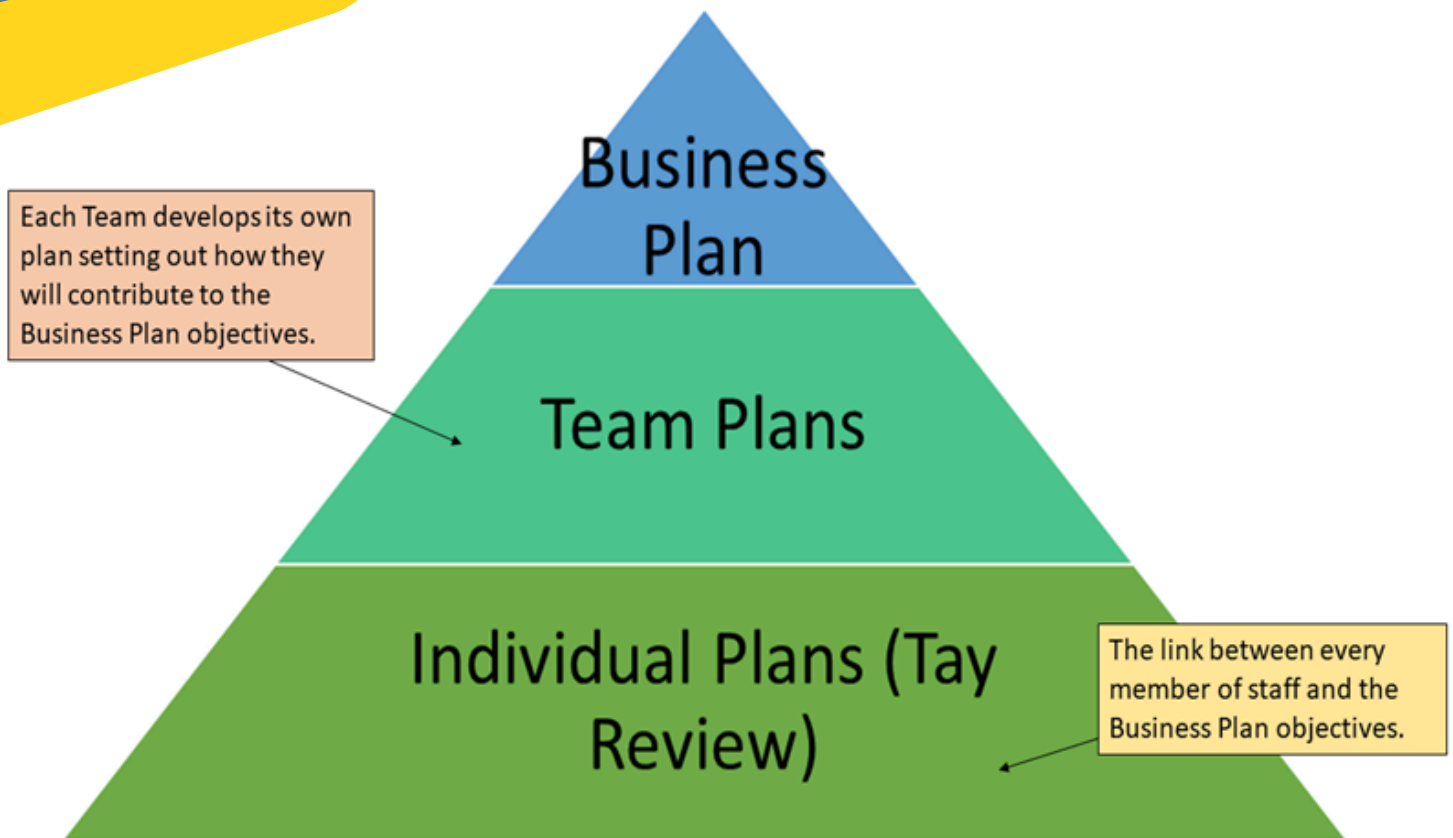 Business
Plan
Each Team develops its own
plan setting out how they
will contribute to the
Business Plan objectives.
Team Plans
Individual Plans (Tay
Review)
The link between every
member of staff and the
Business Plan objectives.